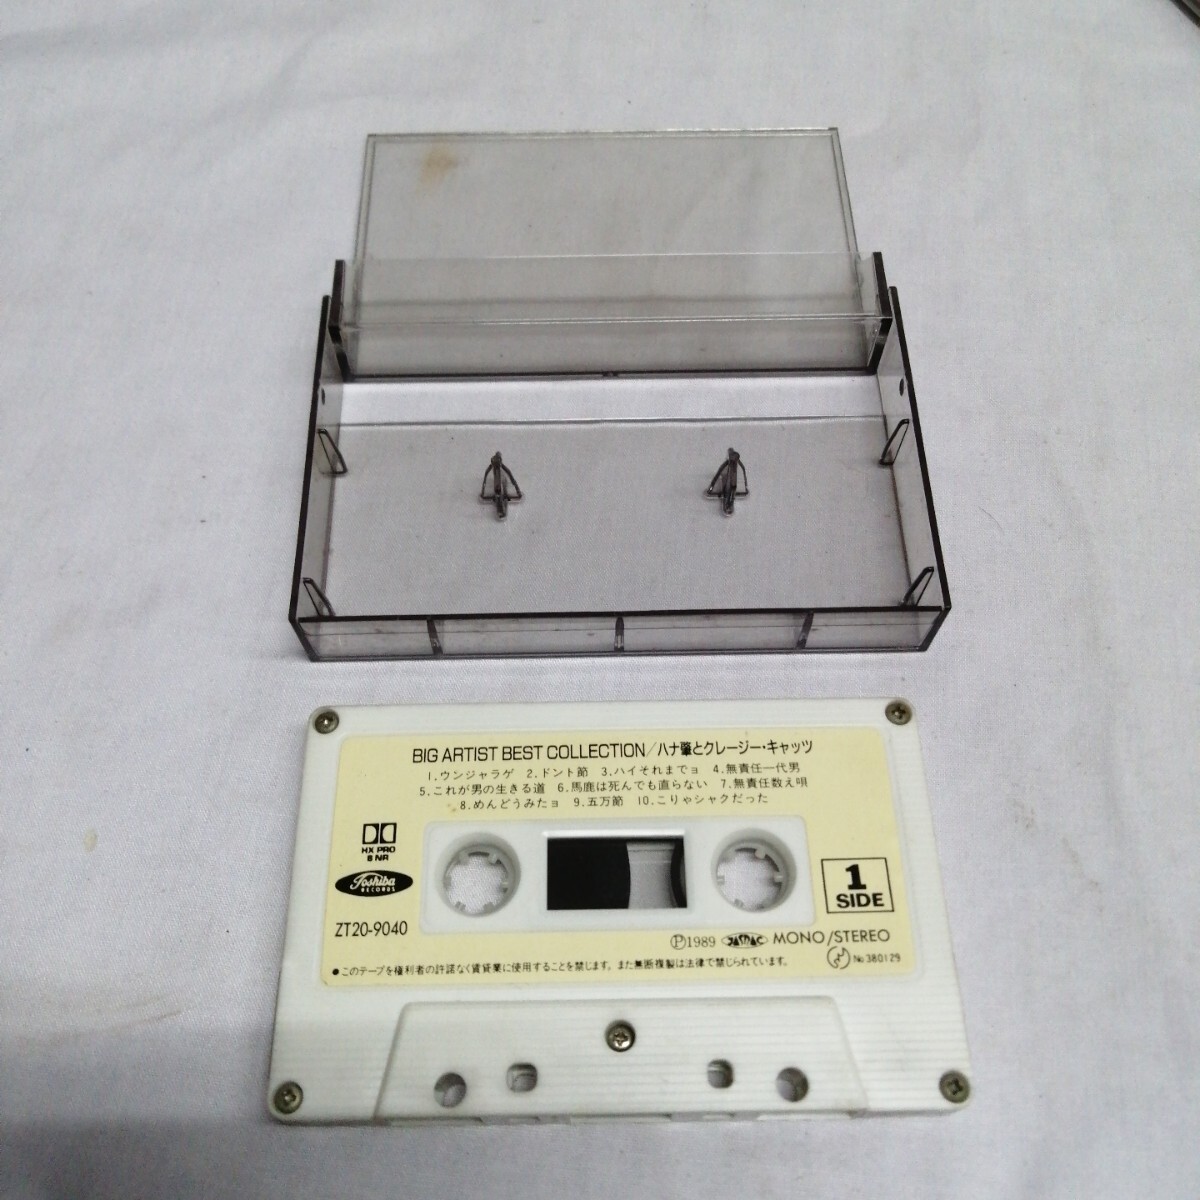 BIG ARTIST BEST COLLECTION/ハナ肇とクレージー・キャッツ
1.ウンジャラゲ 2.ドント節 3.ハイそれまでョ 4.無責任一代男
5.これが男の生きる道 6.馬鹿は死んでも直らない 7.無責任数え唄
8.めんどうみたョ 9.五万節 10.こりゃシャクだった
HX PRO
B NR
Toshiba
RECORDS
ZT20-9040
1
SIDE
Ⓟ1989 JASRAC MONO/STEREO
●このテープを権利者の許諾なく賃貸業に使用することを禁じます。また無断複製は法律で禁じられています。
No 380129